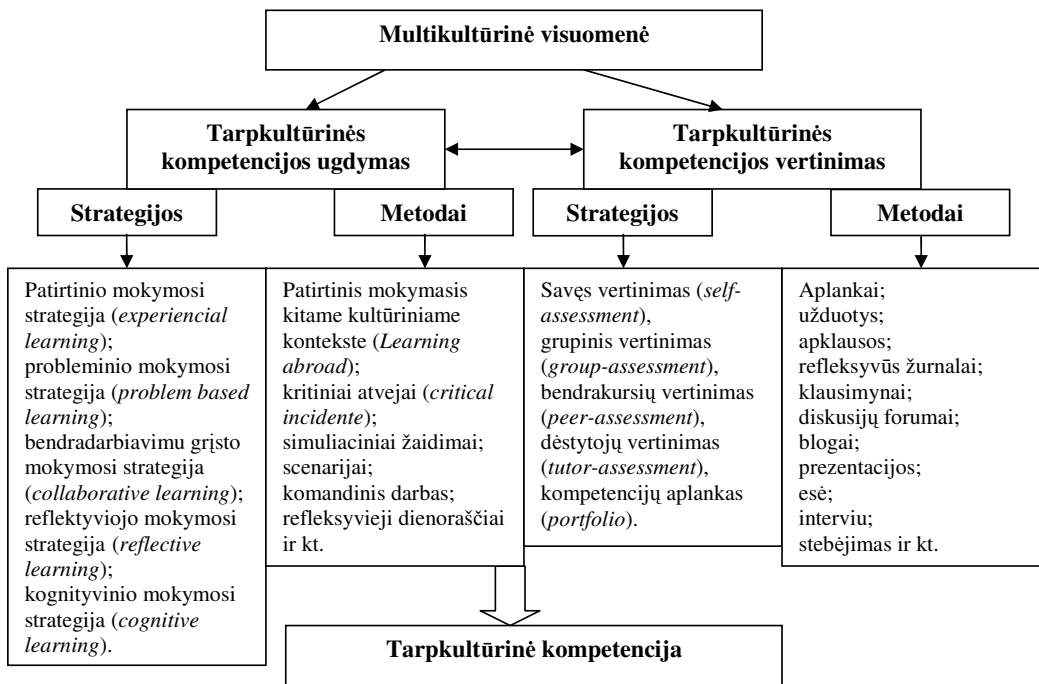 Multikultūrinė visuomenė
Tarpkultūrinės
kompetencijos ugdymas
Tarpkultūrinės
kompetencijos vertinimas
Strategijos
Metodai
Strategijos
Metodai
Patirtinio mokymosi
strategija (experiencial
learning);
probleminio mokymosi
strategija (problem based
learning);
bendradarbiavimu grįsto
mokymosi strategija
(collaborative learning);
reflektyviojo mokymosi
strategija (reflective
learning);
kognityvinio mokymosi
strategija (cognitive
learning).
Patirtinis mokymasis
kitame kultūriniame
kontekste (Learning
abroad);
kritiniai atvejai (critical
incidente);
simuliaciniai žaidimai;
scenarijai;
komandinis darbas;
refleksyvieji dienoraščiai
ir kt.
Savęs vertinimas (self-
assessment),
grupinis vertinimas
(group-assessment),
bendrakursių vertinimas
(peer-assessment),
dėstytojų vertinimas
(tutor-assessment),
kompetencijų aplankas
(portfolio).
Aplankai;
užduotys;
apklausos;
refleksyvūs žurnalai;
klausimynai;
diskusijų forumai;
blogai;
prezentacijos;
esė;
interviu;
stebėjimas ir kt.
Tarpkultūrinė kompetencija